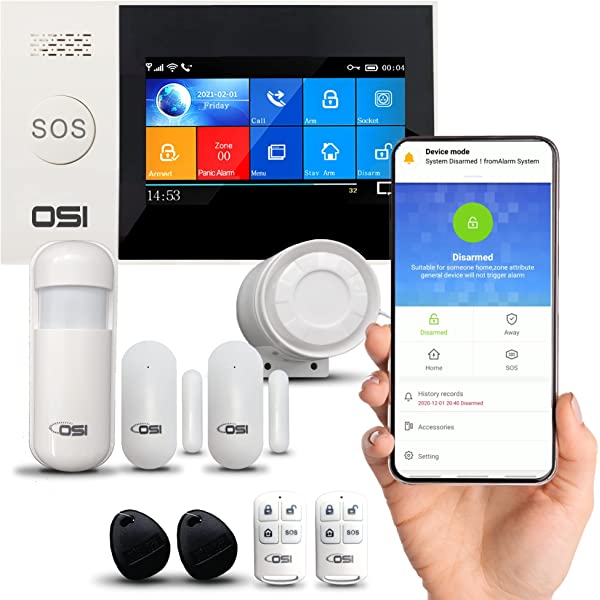 00:04
2021-02-01
Friday
Call
Arm
Socket
SOS
Zone
00
Panic Alarm
Menu
Stay Arm
Disarm
14:53
32
OSI
Device mode
System Disarmed ! fromAlarm System
Disarmed
Suitable for someone home,zone attribute
general device will not trigger alarm
Disarmed
Away
Home
SOS
History records
2020-12-01 20:40 Disarmed
Accessories
Setting
OSI
OSI
OSI
SOS
OSI
SOS
OSI